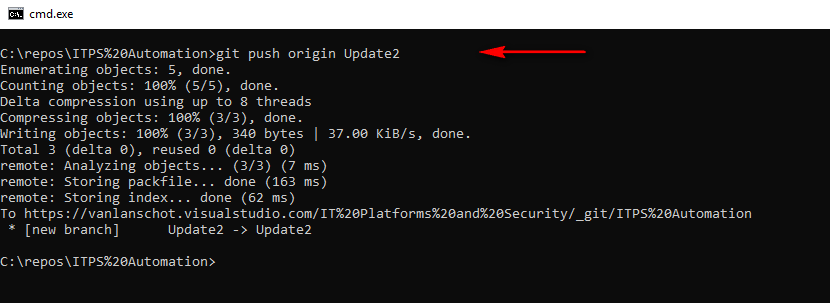 cmd.exe
C:\repos\ITPS%20Automation>git push origin Update2
Enumerating objects: 5, done.
Counting objects: 100% (5/5), done.
Delta compression using up to 8 threads
Compressing objects: 100% (3/3), done.
Writing objects: 100% (3/3), 340 bytes | 37.00 KiB/s, done.
Total 3 (delta 0), reused 0 (delta 0)
remote: Analyzing objects... (3/3) (7 ms)
remote: Storing packfile... done (163 ms)
remote: Storing index... done (62 ms)
To https://vanlanschot.visualstudio.com/IT%20Platforms%20and%20Security/_git/ITPS%20Automation
 * [new branch]      Update2 -> Update2
C:\repos\ITPS%20Automation>